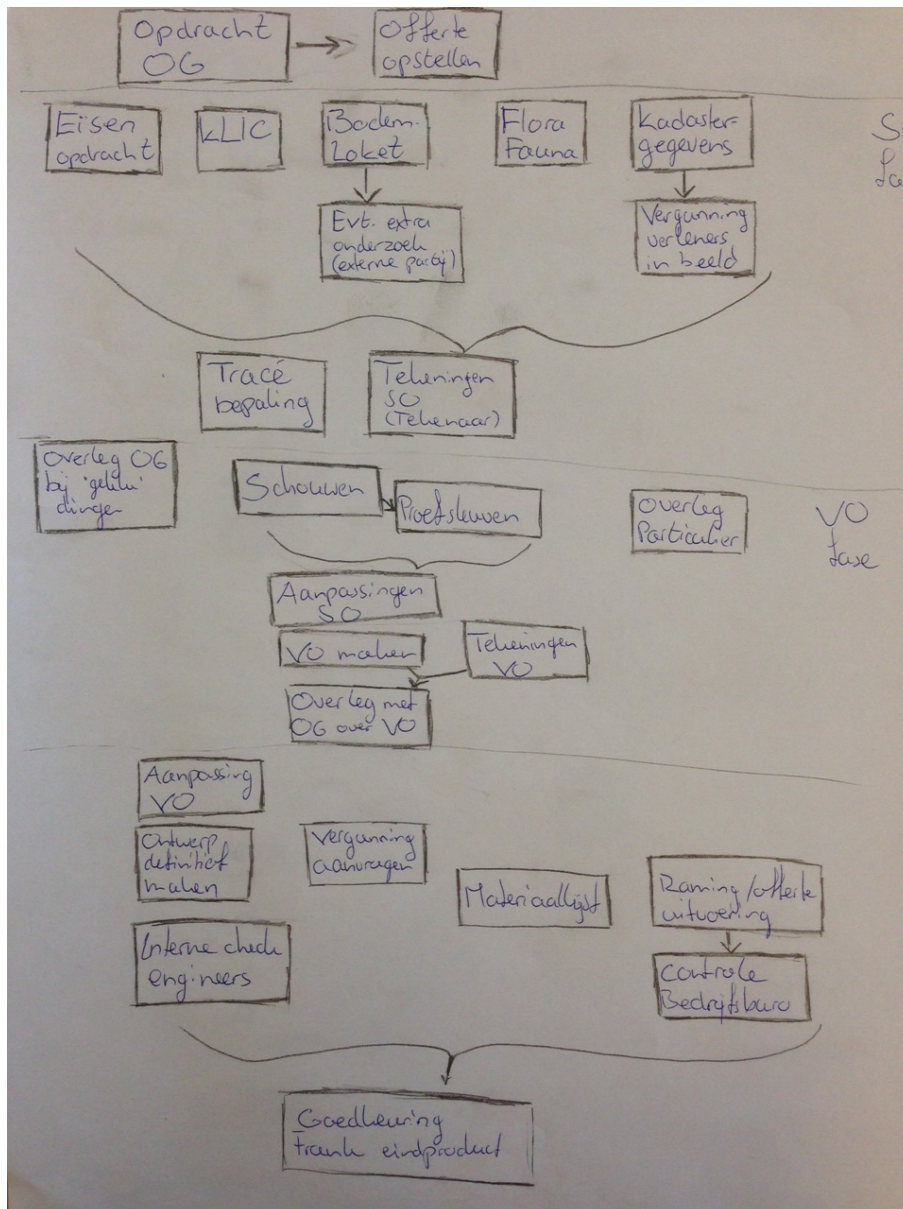 Opdracht
OG
Offerte
opstellen
Eisen
opdracht
KLIC
Bodem-
Loket
Flora
Fauna
Kadaster-
gegevens
Evt. extra
onderzoek
(externe partij)
Vergunning
verleners
in beeld
Tracé
bepaling
Tekeningen
SO
(Tekenaar)
Overleg OG
bij
dingen
Schouwen
Proefsleuven
Overleg
Particulier
VO
fase
Aanpassingen
SO
VO maken
Tekeningen
VO
Overleg met
OG over VO
Aanpassing
VO
Ontwerp
definitief
maken
Vergunning
aanvragen
Materiaallijst
Raming/offerte
uitvoering
Interne check
engineers
Controle
Bedrijfsburo
Goedkeuring
Frank eindproduct